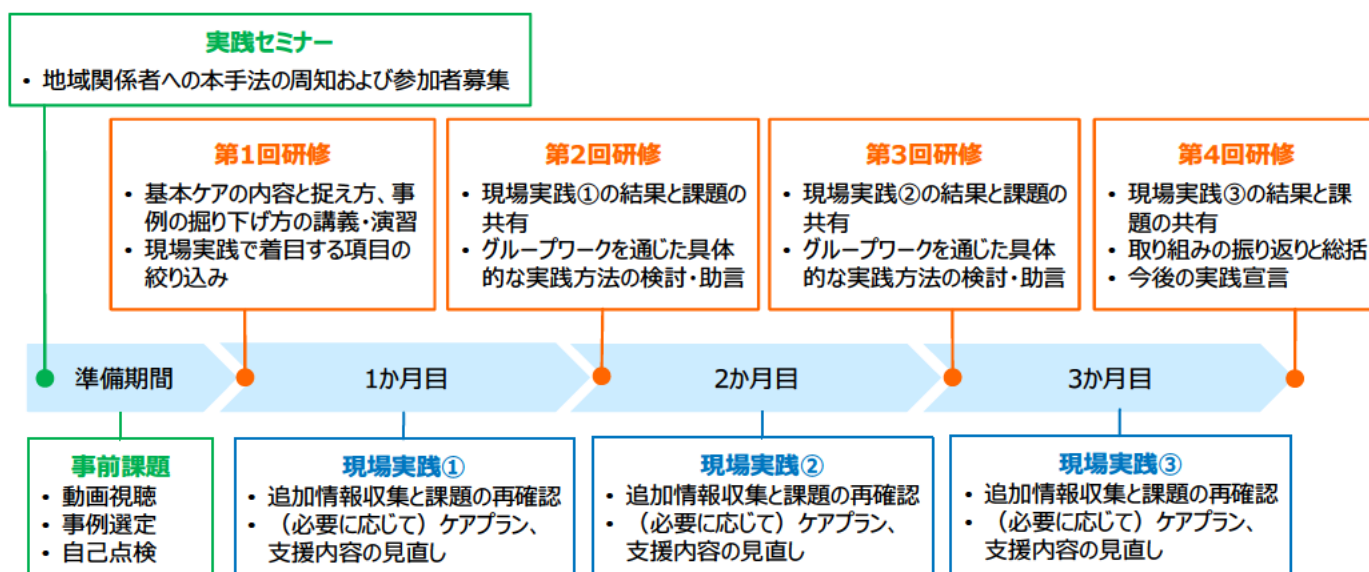 実践セミナー
• 地域関係者への本手法の周知および参加者募集
第1回研修
• 基本ケアの内容と捉え方、事
例の掘り下げ方の講義・演習
• 現場実践で着目する項目の
絞り込み
第2回研修
• 現場実践①の結果と課題の
共有
• グループワークを通じた具体
的な実践方法の検討・助言
第3回研修
• 現場実践②の結果と課題の
共有
• グループワークを通じた具体
的な実践方法の検討・助言
第4回研修
• 現場実践③の結果と課
題の共有
• 取り組みの振り返りと総括
• 今後の実践宣言
準備期間
1か月目
2か月目
3か月目
事前課題
• 動画視聴
• 事例選定
• 自己点検
現場実践①
• 追加情報収集と課題の再確認
• （必要に応じて）ケアプラン、
支援内容の見直し
現場実践②
• 追加情報収集と課題の再確認
• （必要に応じて）ケアプラン、
支援内容の見直し
現場実践③
• 追加情報収集と課題の再確認
• （必要に応じて）ケアプラン、
支援内容の見直し